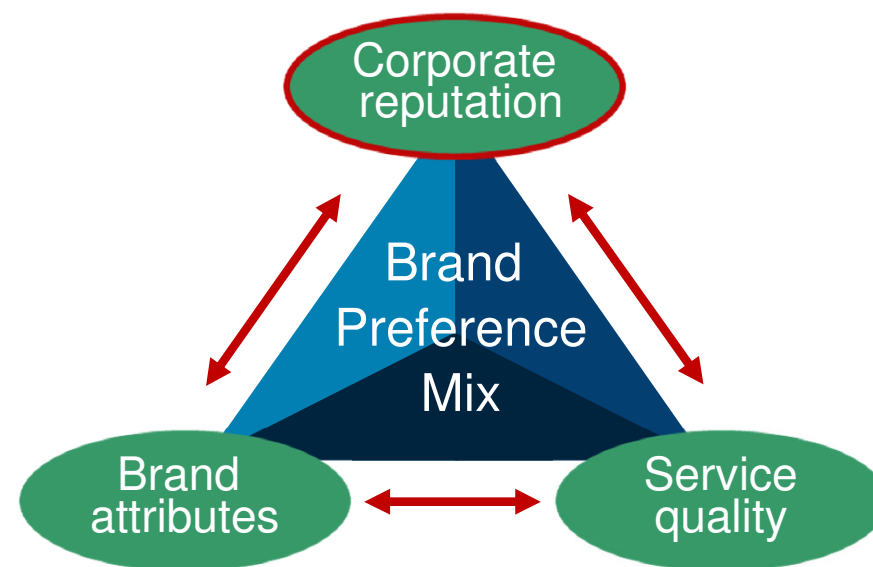 Corporate
reputation
Brand
Preference
Mix
Brand
attributes
Service
quality